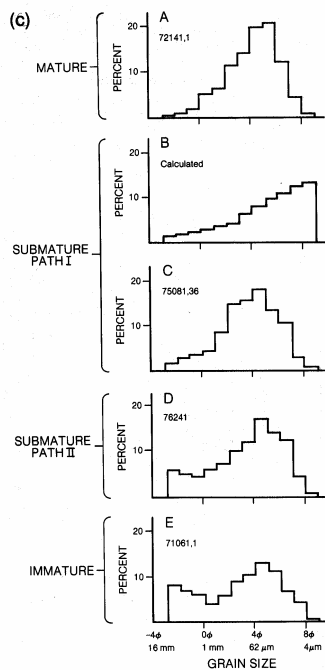 (c)
A
72141,1
MATURE
PERCENT
20
10
B
Calculated
PERCENT
20
10
SUBMATURE
PATH I
C
75081,36
PERCENT
20
10
D
76241
SUBMATURE
PATH II
PERCENT
20
10
E
71061,1
IMMATURE
PERCENT
20
10
-4ϕ 0ϕ 4ϕ 8ϕ
16 mm 1 mm 62 μm 4μm
GRAIN SIZE